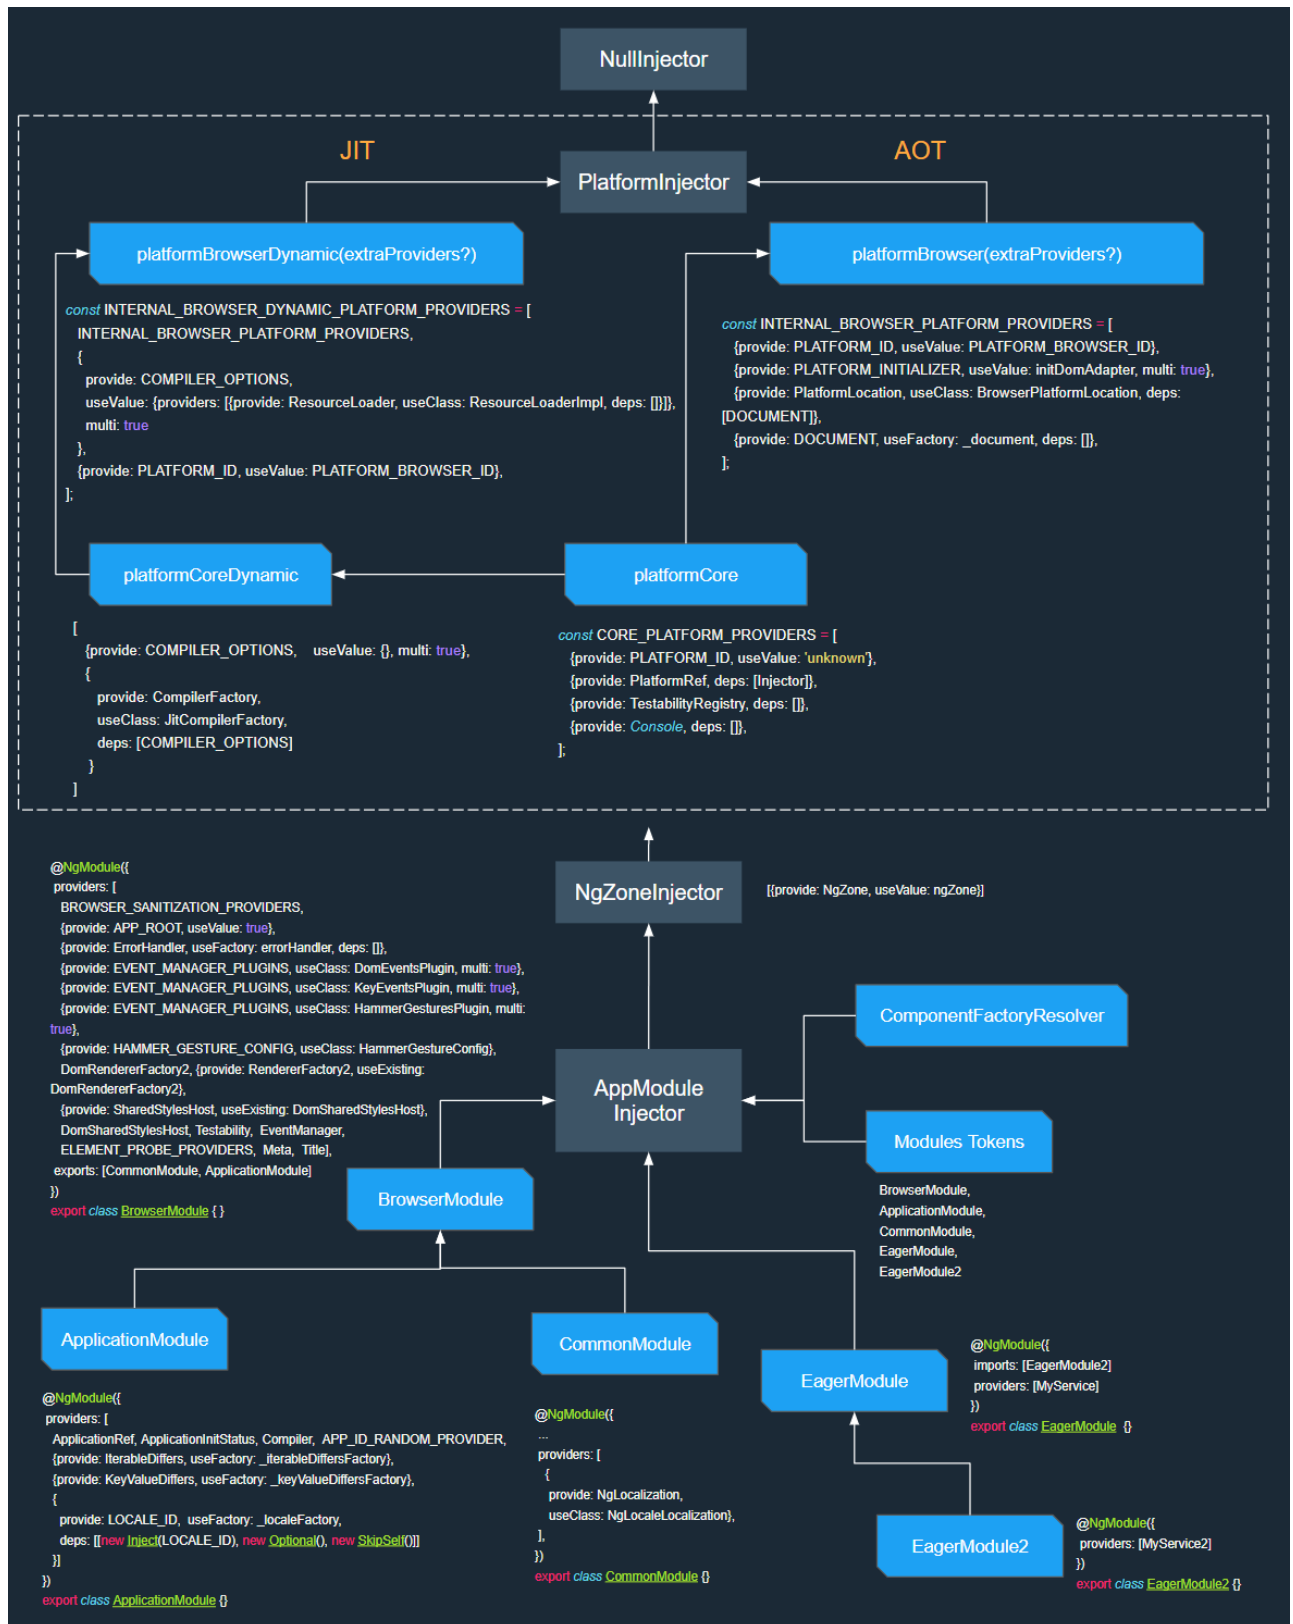 NullInjector
JIT
AOT
PlatformInjector
platformBrowserDynamic(extraProviders?)
platformBrowser(extraProviders?)
const INTERNAL_BROWSER_DYNAMIC_PLATFORM_PROVIDERS = [
INTERNAL_BROWSER_PLATFORM_PROVIDERS,
{
provide: COMPILER_OPTIONS,
useValue: {providers: [{provide: ResourceLoader, useClass: ResourceLoaderImpl, deps: []}]},
multi: true
},
{provide: PLATFORM_ID, useValue: PLATFORM_BROWSER_ID},
];
const INTERNAL_BROWSER_PLATFORM_PROVIDERS = [
{provide: PLATFORM_ID, useValue: PLATFORM_BROWSER_ID},
{provide: PLATFORM_INITIALIZER, useValue: initDomAdapter, multi: true},
{provide: PlatformLocation, useClass: BrowserPlatformLocation, deps:
[DOCUMENT]},
{provide: DOCUMENT, useFactory: _document, deps: []},
];
platformCoreDynamic
platformCore
[
{provide: COMPILER_OPTIONS, useValue: {}, multi: true},
{
provide: CompilerFactory,
useClass: JitCompilerFactory,
deps: [COMPILER_OPTIONS]
}
]
const CORE_PLATFORM_PROVIDERS = [
{provide: PLATFORM_ID, useValue: 'unknown'},
{provide: PlatformRef, deps: [Injector]},
{provide: TestabilityRegistry, deps: []},
{provide: Console, deps: []},
];
NgZoneInjector
[{provide: NgZone, useValue: ngZone}]
@NgModule({
providers: [
BROWSER_SANITIZATION_PROVIDERS,
{provide: APP_ROOT, useValue: true},
{provide: ErrorHandler, useFactory: errorHandler, deps: []},
{provide: EVENT_MANAGER_PLUGINS, useClass: DomEventsPlugin, multi: true},
{provide: EVENT_MANAGER_PLUGINS, useClass: KeyEventsPlugin, multi: true},
{provide: EVENT_MANAGER_PLUGINS, useClass: HammerGesturesPlugin, multi:
true},
{provide: HAMMER_GESTURE_CONFIG, useClass: HammerGestureConfig},
DomRendererFactory2, {provide: RendererFactory2, useExisting:
DomRendererFactory2},
{provide: SharedStylesHost, useExisting: DomSharedStylesHost},
DomSharedStylesHost, Testability, EventManager,
ELEMENT_PROBE_PROVIDERS, Meta, Title],
exports: [CommonModule, ApplicationModule]
})
export class BrowserModule { }
ComponentFactoryResolver
AppModule
Injector
Modules Tokens
BrowserModule,
ApplicationModule,
CommonModule,
EagerModule,
EagerModule2
BrowserModule
ApplicationModule
CommonModule
EagerModule
@NgModule({
imports: [EagerModule2]
providers: [MyService]
})
export class EagerModule {}
@NgModule({
providers: [
ApplicationRef, ApplicationInitStatus, Compiler, APP_ID_RANDOM_PROVIDER,
{provide: IterableDiffers, useFactory: _iterableDiffersFactory},
{provide: KeyValueDiffers, useFactory: _keyValueDiffersFactory},
{
provide: LOCALE_ID, useFactory: _localeFactory,
deps: [[new Inject(LOCALE_ID), new Optional(), new SkipSelf()]]
}]
})
export class ApplicationModule {}
@NgModule({
...
providers: [
{
provide: NgLocalization,
useClass: NgLocaleLocalization},
],
})
export class CommonModule {}
EagerModule2
@NgModule({
providers: [MyService2]
})
export class EagerModule2 {}